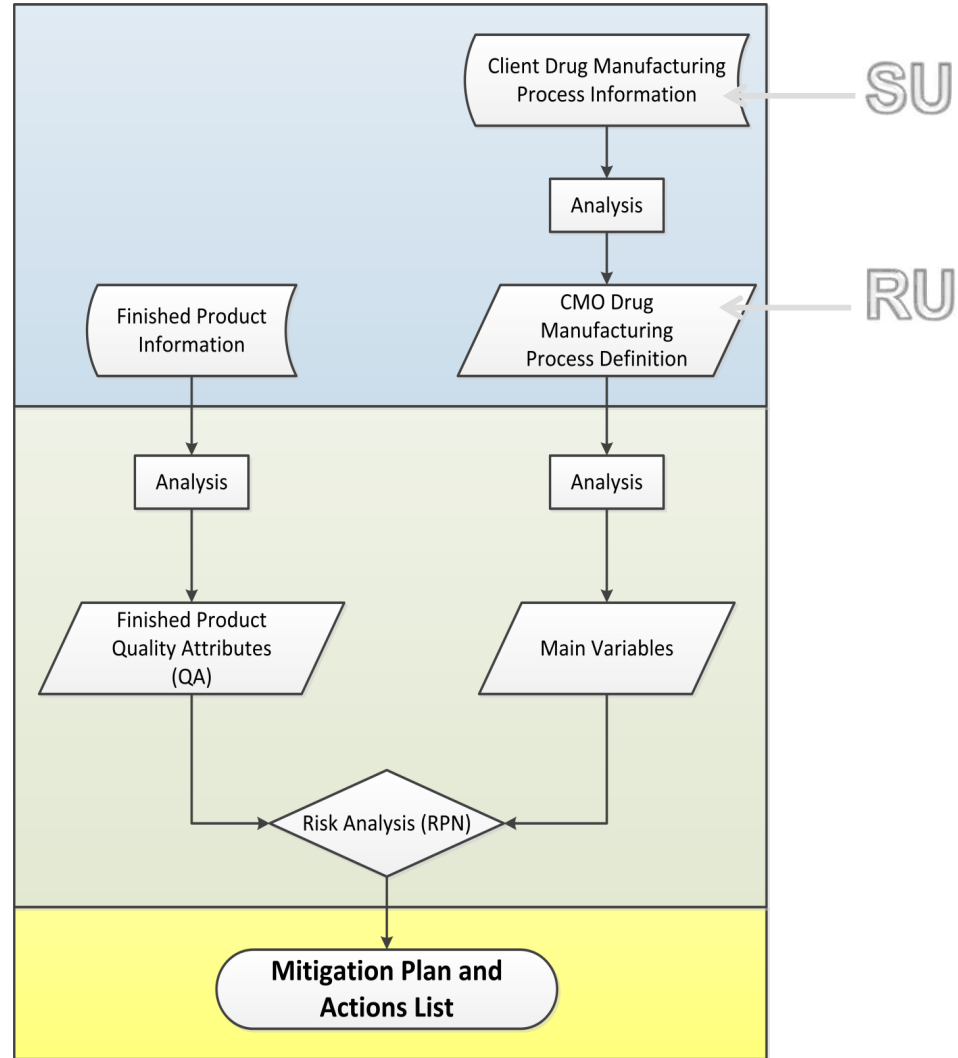 Client Drug Manufacturing
Process Information
SU
Analysis
CMO Drug
Manufacturing
Process Definition
RU
Finished Product
Information
Analysis
Analysis
Finished Product
Quality Attributes
(QA)
Main Variables
Risk Analysis (RPN)
Mitigation Plan and
Actions List